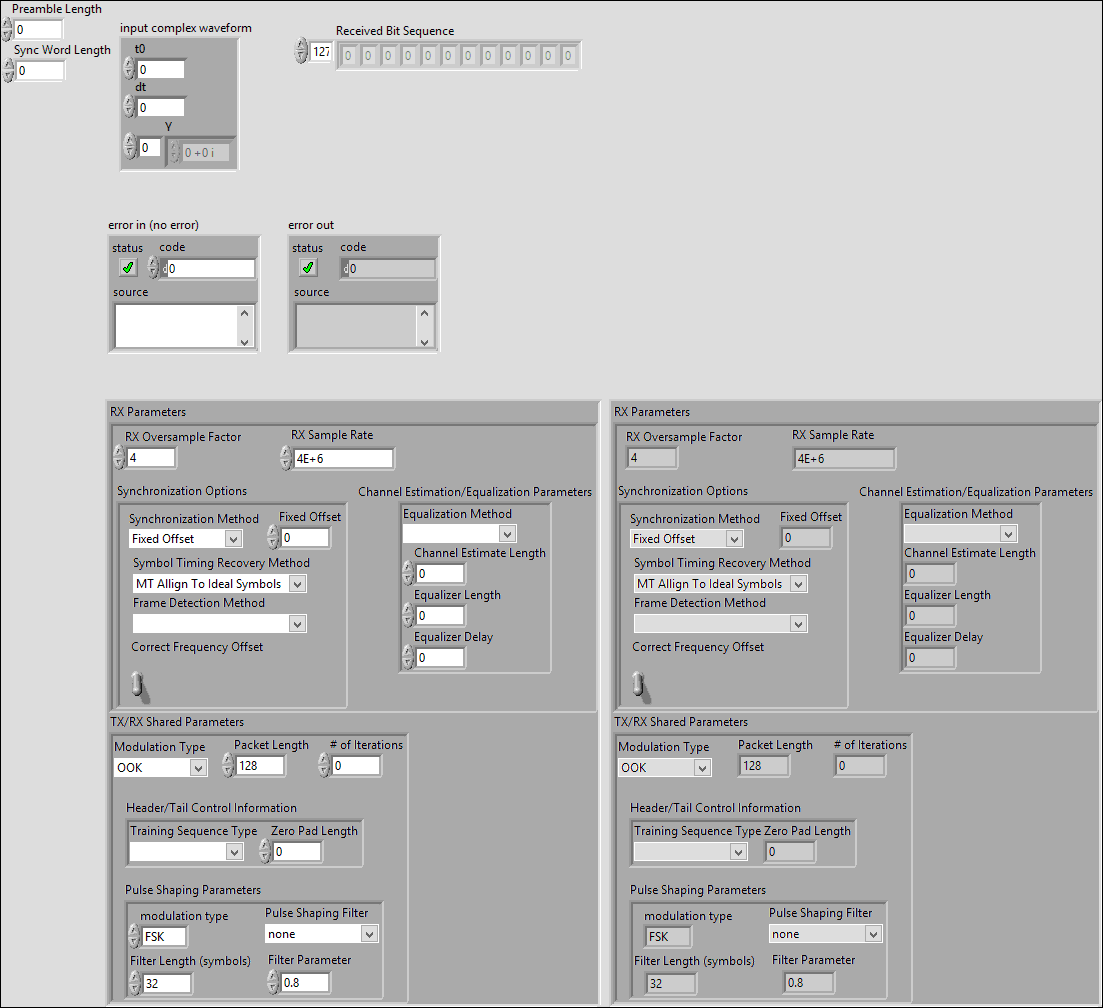 Preamble Length
0
Sync Word Length
0
input complex waveform
t0
0
dt
0
Y
0 0 +0 i
Received Bit Sequence
127 0 0 0 0 0 0 0 0 0 0 0 0
error in (no error)
status code
d 0
source
error out
status code
d 0
source
RX Parameters
RX Oversample Factor RX Sample Rate
4 4E+6
Synchronization Options
Synchronization Method Fixed Offset
Fixed Offset 0
Symbol Timing Recovery Method
MT Allign To Ideal Symbols
Frame Detection Method
Correct Frequency Offset
Channel Estimation/Equalization Parameters
Equalization Method
Channel Estimate Length
0
Equalizer Length
0
Equalizer Delay
0
TX/RX Shared Parameters
Modulation Type Packet Length # of Iterations
OOK 128 0
Header/Tail Control Information
Training Sequence Type Zero Pad Length
0
Pulse Shaping Parameters
modulation type Pulse Shaping Filter
FSK none
Filter Length (symbols) Filter Parameter
32 0.8
RX Parameters
RX Oversample Factor RX Sample Rate
4 4E+6
Synchronization Options
Synchronization Method Fixed Offset
Fixed Offset 0
Symbol Timing Recovery Method
MT Allign To Ideal Symbols
Frame Detection Method
Correct Frequency Offset
Channel Estimation/Equalization Parameters
Equalization Method
Channel Estimate Length
0
Equalizer Length
0
Equalizer Delay
0
TX/RX Shared Parameters
Modulation Type Packet Length # of Iterations
OOK 128 0
Header/Tail Control Information
Training Sequence Type Zero Pad Length
0
Pulse Shaping Parameters
modulation type Pulse Shaping Filter
FSK none
Filter Length (symbols) Filter Parameter
32 0.8